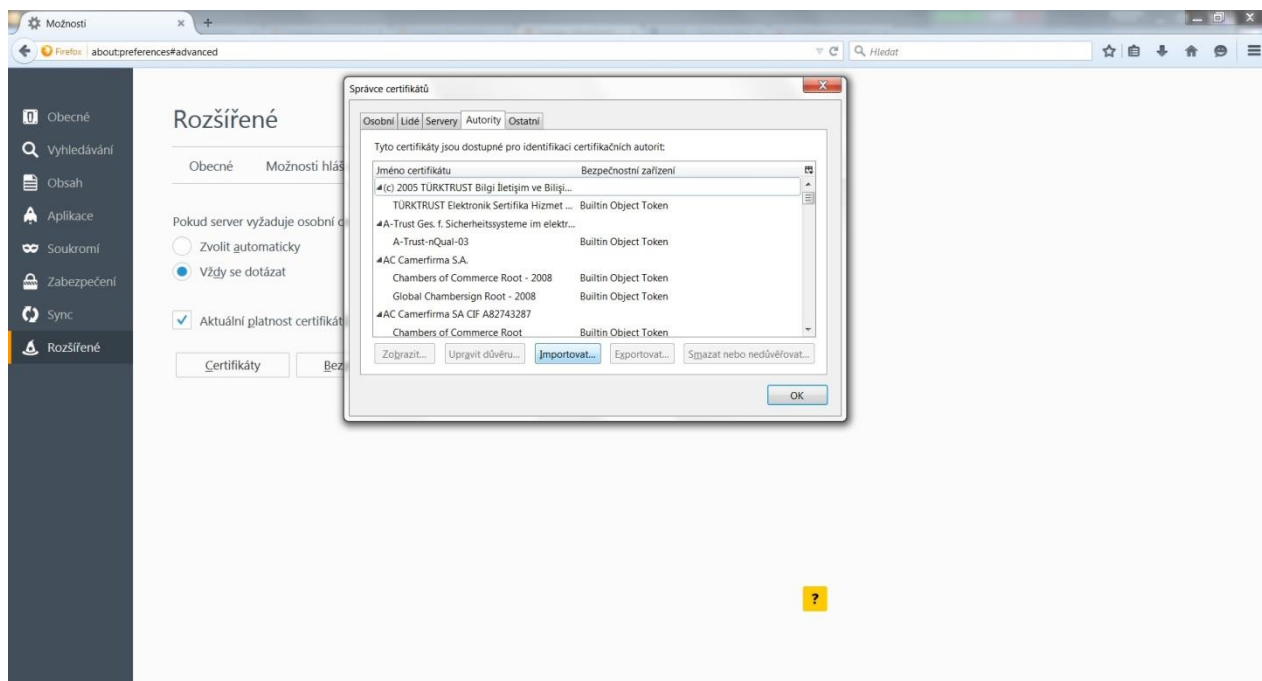 Možnosti
Firefox about:preferences#advanced
Hledat
Obecné
Vyhledávání
Obsah
Aplikace
Soukromí
Zabezpečení
Sync
Rozšířené
Rozšířené
Obecné Možnosti hláš
Pokud server vyžaduje osobní c
Zvolit automaticky
Vždy se dotázat
Aktuální platnost certifikát
Certifikáty Bez
Správce certifikátů
Osobní Lidé Servery Autority Ostatní
Tyto certifikáty jsou dostupné pro identifikaci certifikačních autorit:
Jméno certifikátu Bezpečnostní zařízení
(c) 2005 TÜRKTRUST Bilgi İletişim ve Bilişi...
TÜRKTRUST Elektronik Sertifika Hizmet ... Builtin Object Token
A-Trust Ges. f. Sicherheitssysteme im elektr...
A-Trust-nQual-03 Builtin Object Token
AC Camerfirma S.A.
Chambers of Commerce Root - 2008 Builtin Object Token
Global Chambersign Root - 2008 Builtin Object Token
AC Camerfirma SA CIF A82743287
Chambers of Commerce Root Builtin Object Token
Zobrazit... Upravit důvěru... Importovat... Exportovat... Smazat nebo nedůvěřovat...
OK
?